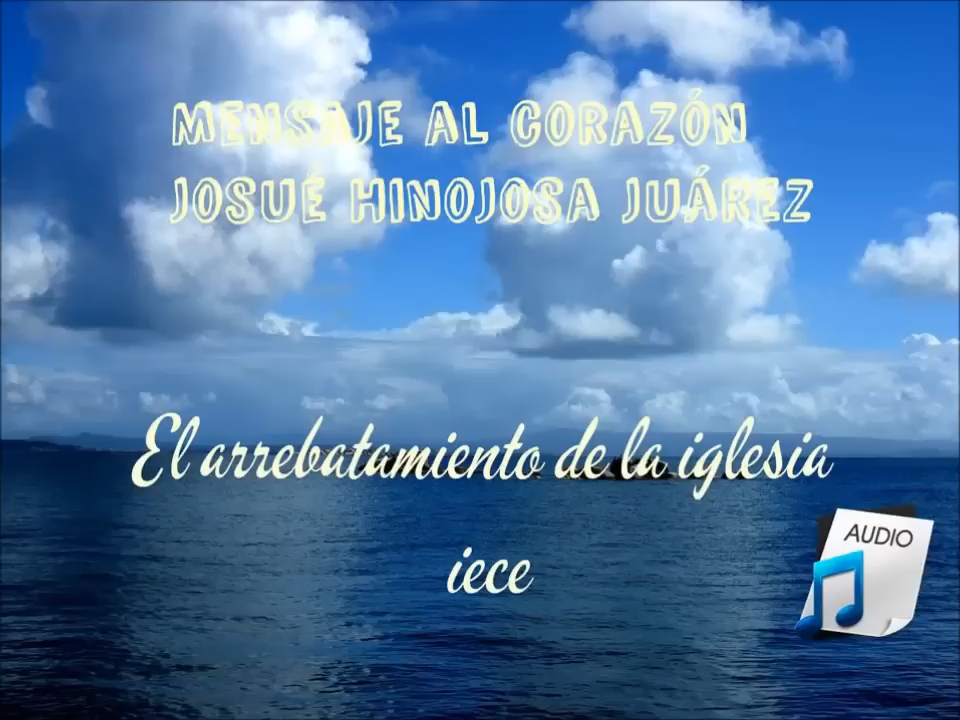 MENSAJE AL CORAZÓN
JOSUÉ HINOJOSA JUÁREZ
El arrebatamiento de la iglesia
iece
AUDIO